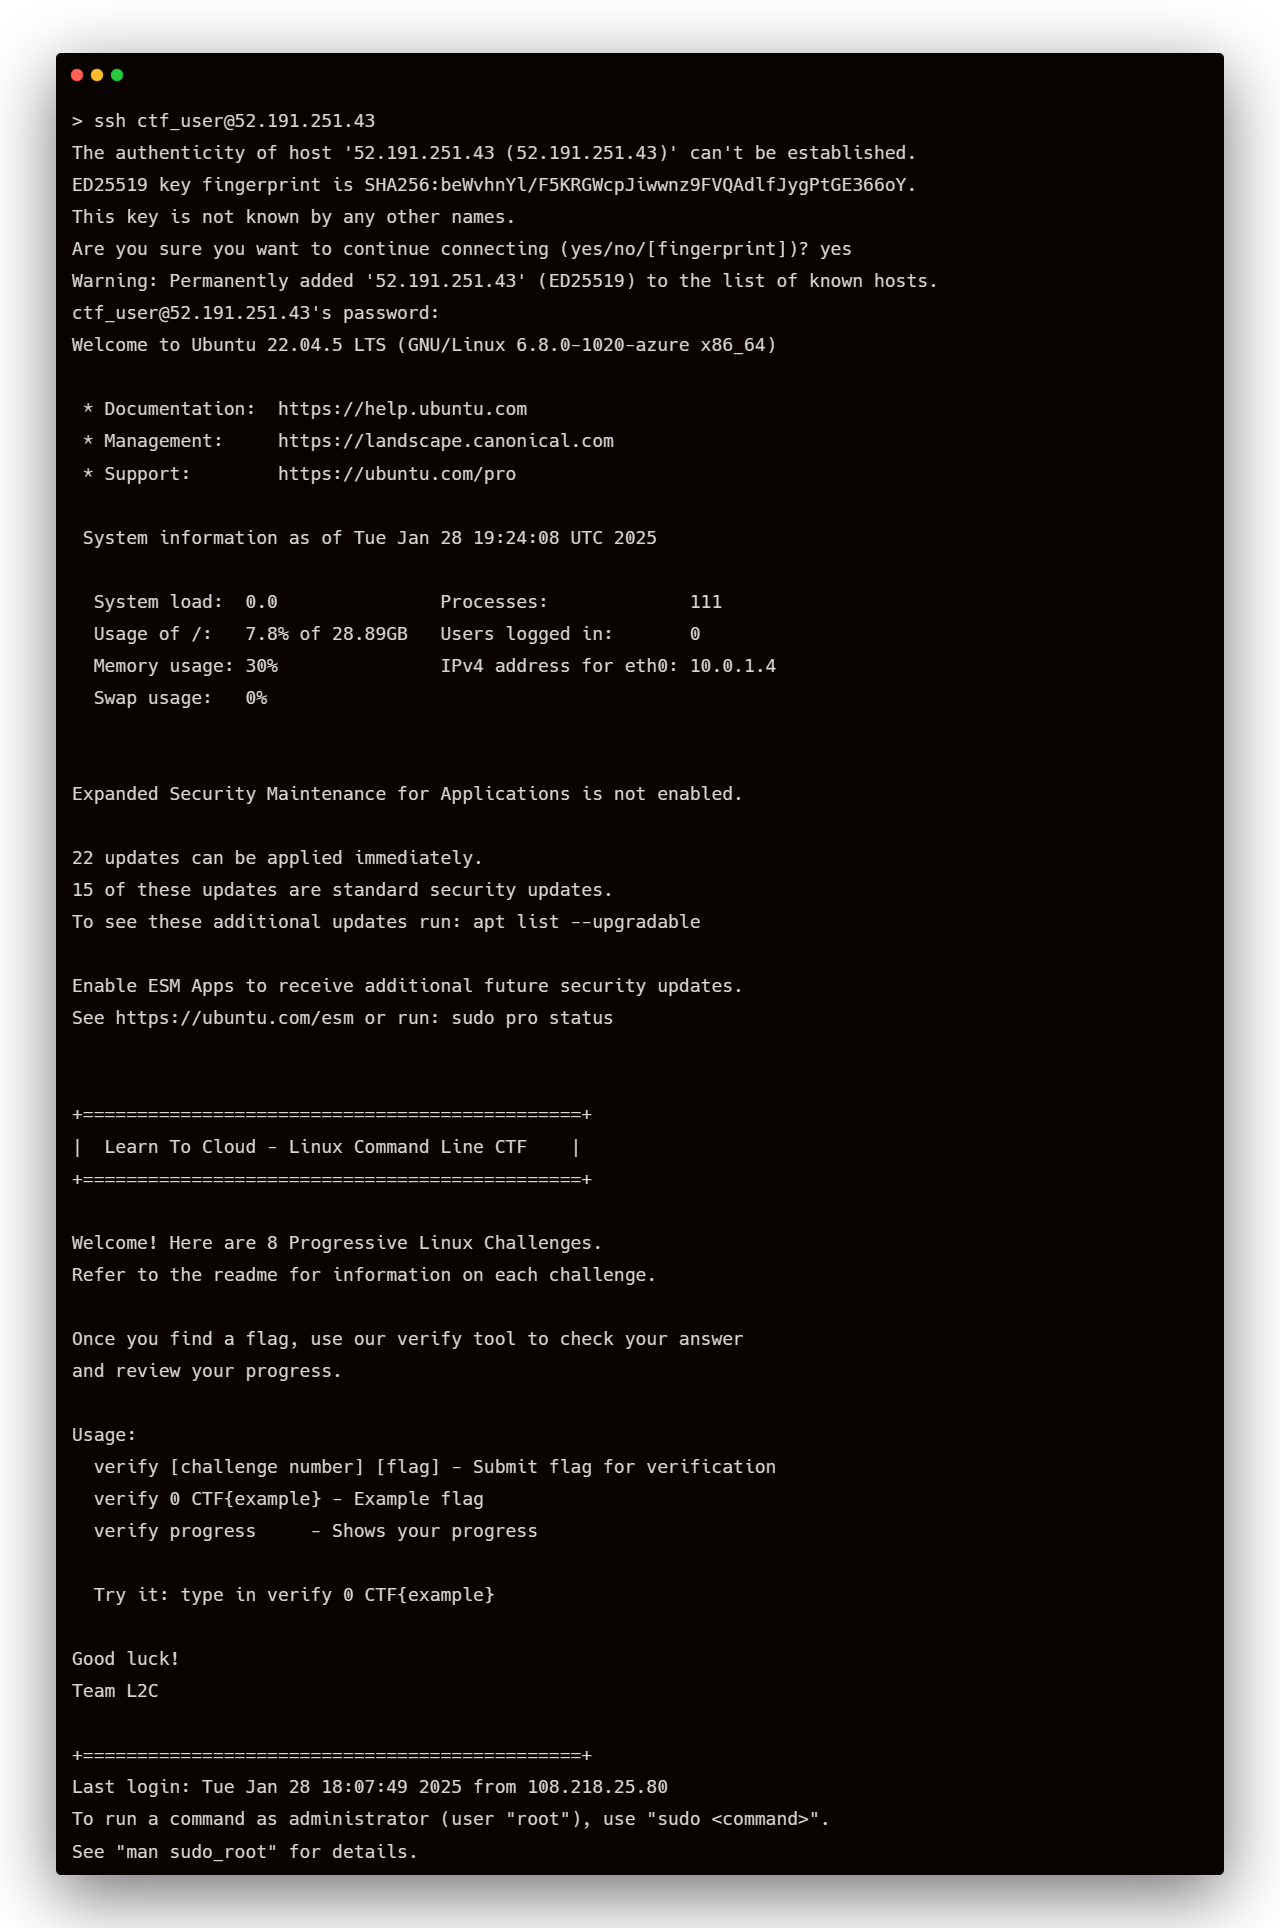 > ssh ctf_user@52.191.251.43
The authenticity of host '52.191.251.43 (52.191.251.43)' can't be established.
ED25519 key fingerprint is SHA256:beWvhnYl/F5KRGWcpJiwwnz9FVQAdlfJygPtGE366oY.
This key is not known by any other names.
Are you sure you want to continue connecting (yes/no/[fingerprint])? yes
Warning: Permanently added '52.191.251.43' (ED25519) to the list of known hosts.
ctf_user@52.191.251.43's password:
Welcome to Ubuntu 22.04.5 LTS (GNU/Linux 6.8.0-1020-azure x86_64)

 * Documentation:  https://help.ubuntu.com
 * Management:     https://landscape.canonical.com
 * Support:        https://ubuntu.com/pro

 System information as of Tue Jan 28 19:24:08 UTC 2025

  System load:  0.0               Processes:             111
  Usage of /:   7.8% of 28.89GB   Users logged in:       0
  Memory usage: 30%               IPv4 address for eth0: 10.0.1.4
  Swap usage:   0%


Expanded Security Maintenance for Applications is not enabled.

22 updates can be applied immediately.
15 of these updates are standard security updates.
To see these additional updates run: apt list --upgradable

Enable ESM Apps to receive additional future security updates.
See https://ubuntu.com/esm or run: sudo pro status


+==============================================+
|  Learn To Cloud - Linux Command Line CTF    |
+==============================================+

Welcome! Here are 8 Progressive Linux Challenges.
Refer to the readme for information on each challenge.

Once you find a flag, use our verify tool to check your answer
and review your progress.

Usage:
  verify [challenge number] [flag] - Submit flag for verification
  verify 0 CTF{example} - Example flag
  verify progress     - Shows your progress

  Try it: type in verify 0 CTF{example}

Good luck!
Team L2C

+==============================================+
Last login: Tue Jan 28 18:07:49 2025 from 108.218.25.80
To run a command as administrator (user "root"), use "sudo <command>".
See "man sudo_root" for details.